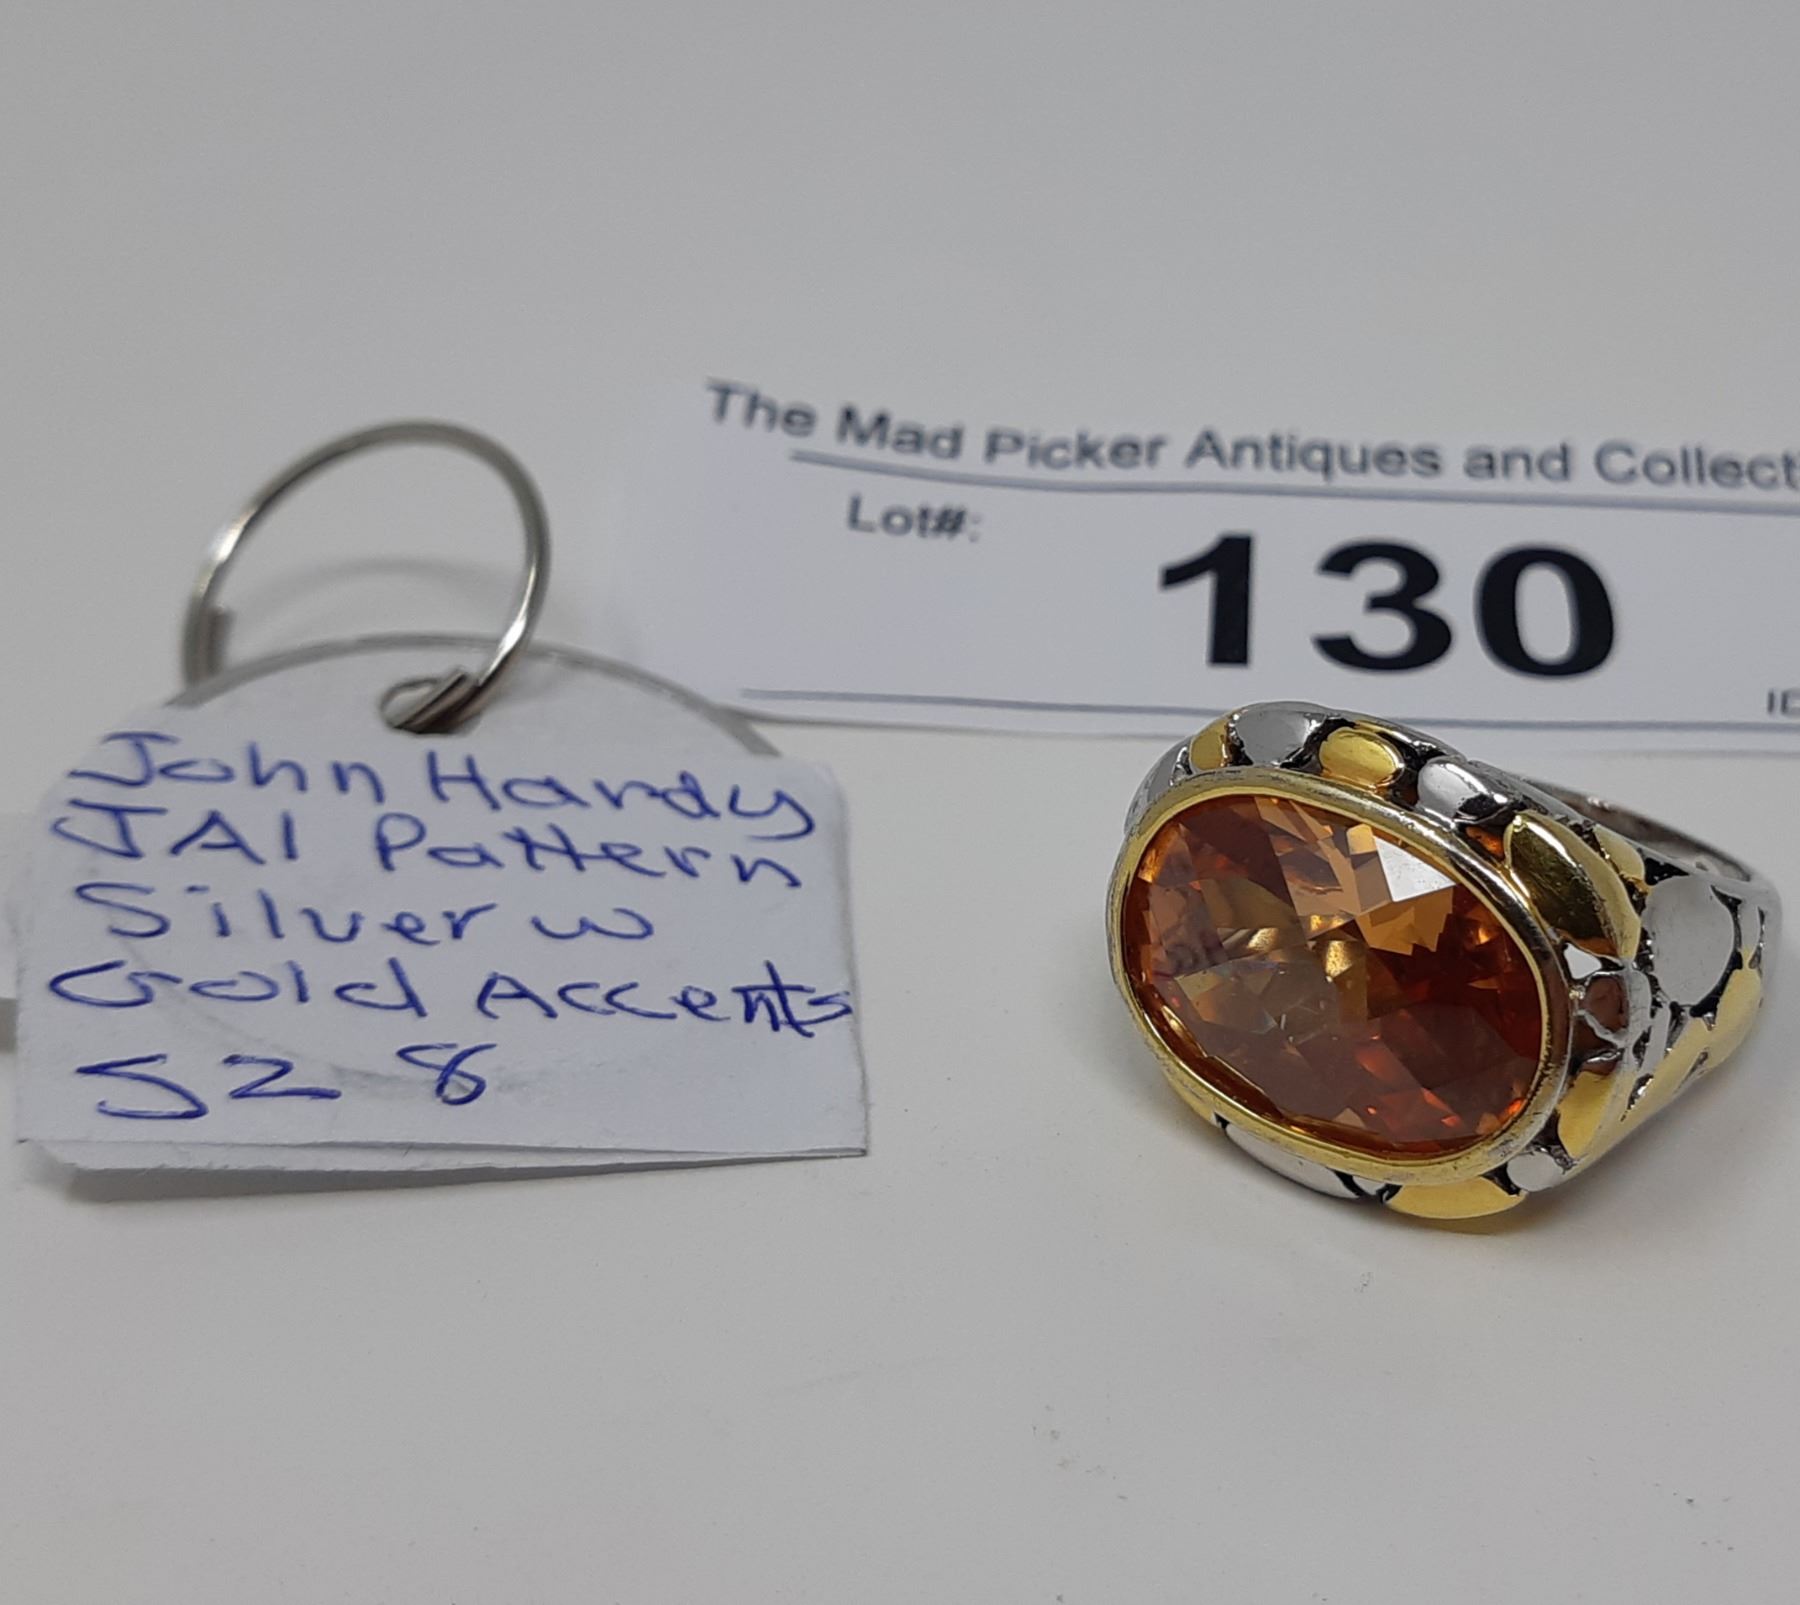 The Mad Picker Antiques and Collect
Lot#:
130
John Hardy
JAI Pattern
Silver w
Gold Accents
SZ 8